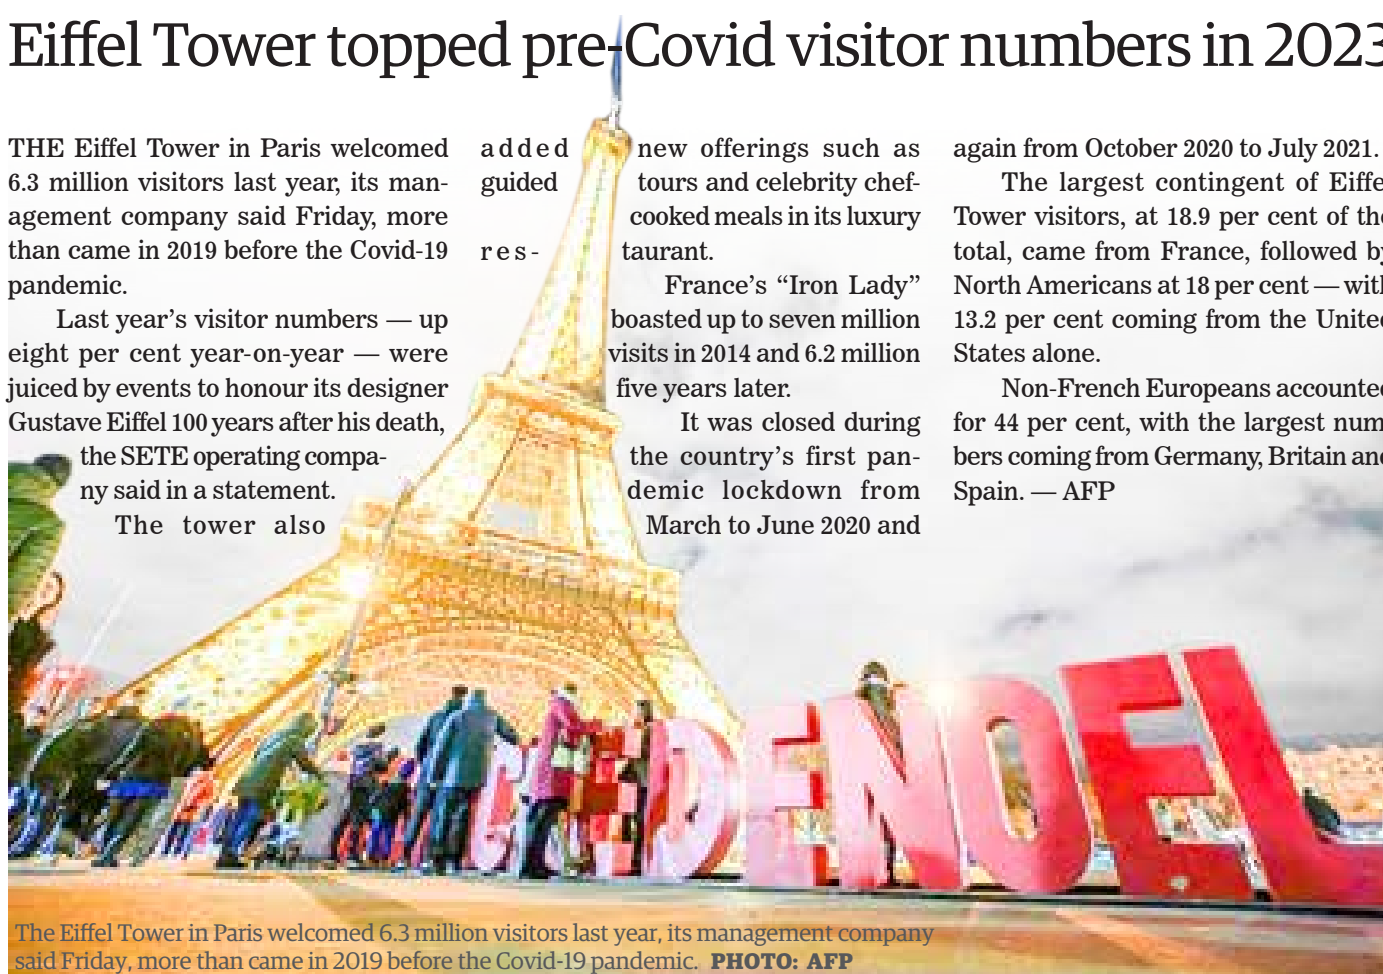 Eiffel Tower topped pre-Covid visitor numbers in 2023
THE Eiffel Tower in Paris welcomed
6.3 million visitors last year, its man-
agement company said Friday, more
than came in 2019 before the Covid-19
pandemic.
Last year's visitor numbers — up
eight per cent year-on-year — were
juiced by events to honour its designer
Gustave Eiffel 100 years after his death,
the SETE operating compa-
ny said in a statement.
The tower also
added new offerings such as
guided tours and celebrity chef-
cooked meals in its luxury
res- taurant.
France's “Iron Lady”
boasted up to seven million
visits in 2014 and 6.2 million
five years later.
It was closed during
the country's first pan-
demic lockdown from
March to June 2020 and
again from October 2020 to July 2021.
The largest contingent of Eiffe
Tower visitors, at 18.9 per cent of the
total, came from France, followed by
North Americans at 18 per cent — with
13.2 per cent coming from the United
States alone.
Non-French Europeans accounted
for 44 per cent, with the largest num
bers coming from Germany, Britain and
Spain. — AFP
DENOEL
The Eiffel Tower in Paris welcomed 6.3 million visitors last year, its management company
said Friday, more than came in 2019 before the Covid-19 pandemic. PHOTO: AFP